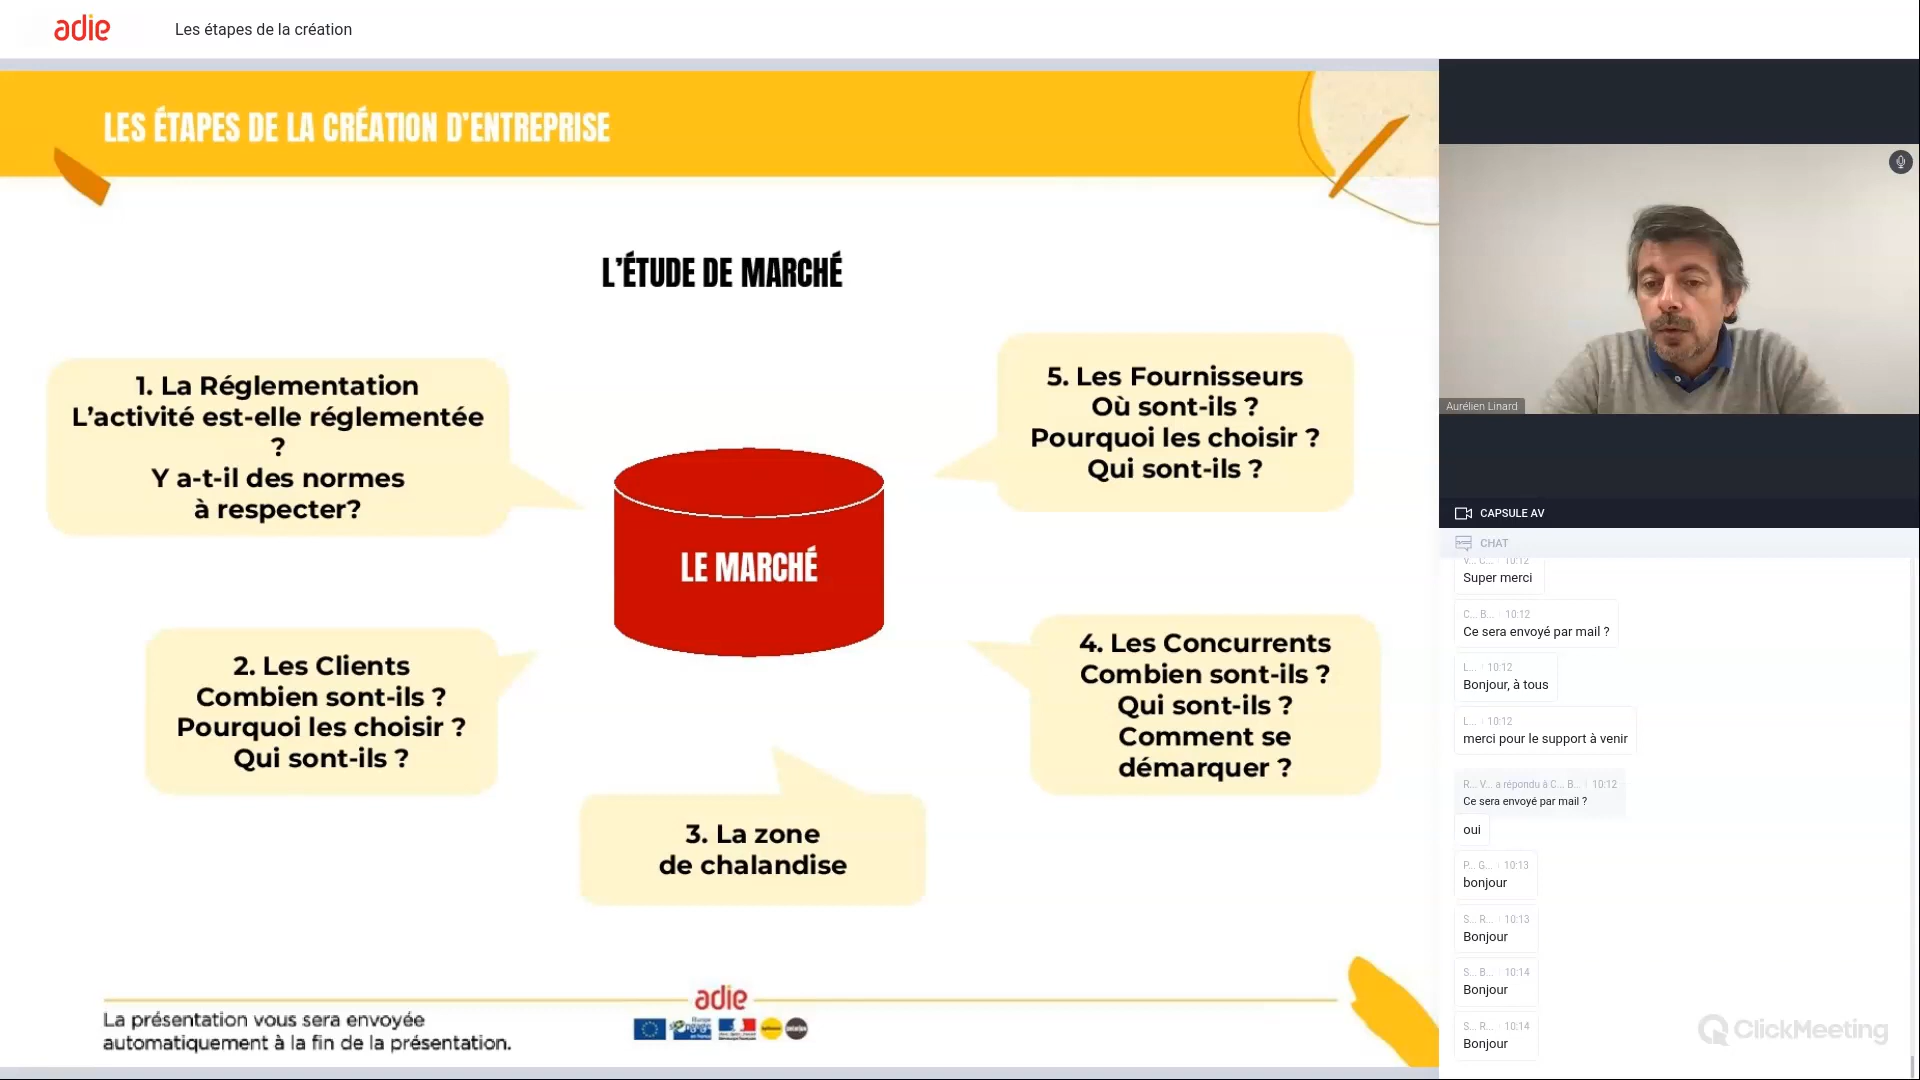 adie
Les étapes de la création
LES ÉTAPES DE LA CRÉATION D'ENTREPRISE
L'ÉTUDE DE MARCHÉ
1. La Réglementation
L'activité est-elle réglementée
?
Y a-t-il des normes
à respecter?
5. Les Fournisseurs
Où sont-ils ?
Pourquoi les choisir ?
Qui sont-ils ?
LE MARCHÉ
2. Les Clients
Combien sont-ils ?
Pourquoi les choisir ?
Qui sont-ils ?
4. Les Concurrents
Combien sont-ils ?
Qui sont-ils ?
Comment se
démarquer ?
3. La zone
de chalandise
adie
La présentation vous sera envoyée
automatiquement à la fin de la présentation.
Aurélien Linard
CAPSULE AV
CHAT
V... C... 10:12
Super merci
C... B... 10:12
Ce sera envoyé par mail ?
L... 10:12
Bonjour, à tous
L... 10:12
merci pour le support à venir
R... V... a répondu à C... B... 10:12
Ce sera envoyé par mail ?
oui
P... G... 10:13
bonjour
S... R... 10:13
Bonjour
S... B... 10:14
Bonjour
S... R... 10:14
Bonjour
ClickMeeting